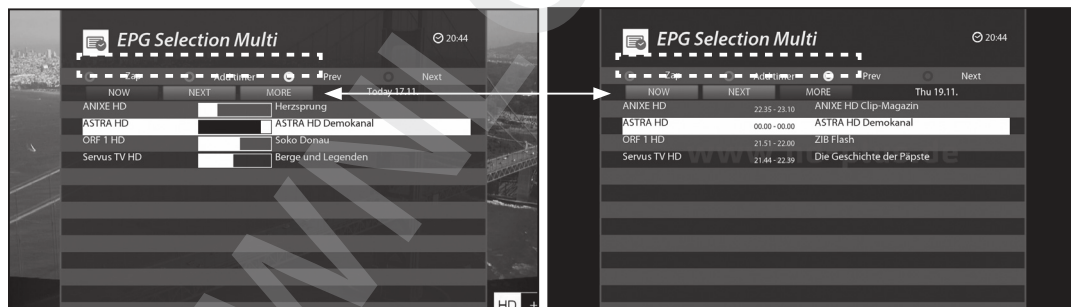 EPG Selection Multi
20:44
Zap Add timer Prev Next
NOW NEXT MORE Today 17.11.
ANIXE HD Herzsprung
ASTRA HD ASTRA HD Demokanal
ORF 1 HD Soko Donau
Servus TV HD Berge und Legenden
HD +
EPG Selection Multi
20:44
Zap Add timer Prev Next
NOW NEXT MORE Thu 19.11.
ANIXE HD 22.35 - 23.10 ANIXE HD Clip-Magazin
ASTRA HD 00.00 - 00.00 ASTRA HD Demokanal
ORF 1 HD 21.51 - 22.00 ZIB Flash
Servus TV HD 21.44 - 22.39 Die Geschichte der Päpste